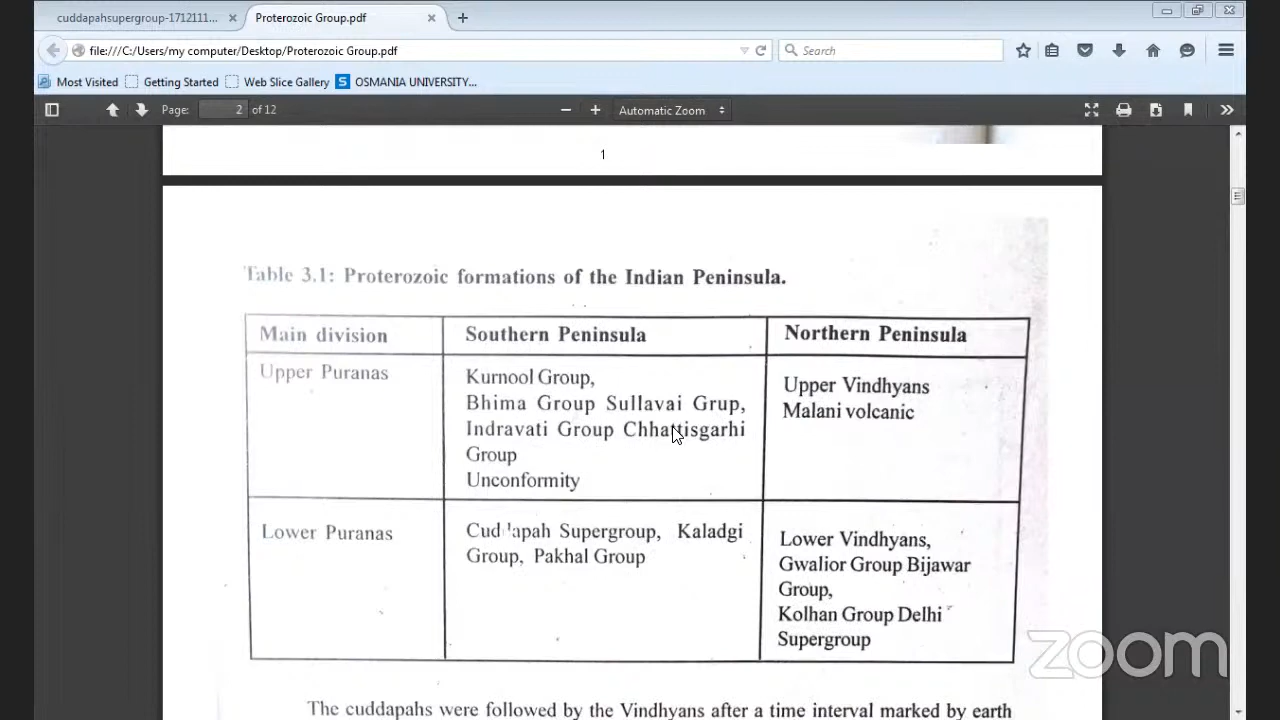 cuddapahsupergroup-1712111...
Proterozoic Group.pdf
file:///C:/Users/my computer/Desktop/Proterozoic Group.pdf
Search
Most Visited
Getting Started
Web Slice Gallery
S OSMANIA UNIVERSITY...
Page: 2 of 12
Automatic Zoom
1
Table 3.1: Proterozoic formations of the Indian Peninsula.
Main division
Southern Peninsula
Northern Peninsula
Upper Puranas
Kurnool Group,
Bhima Group Sullavai Grup,
Indravati Group Chhattisgarhi
Group
Unconformity
Upper Vindhyans
Malani volcanic
Lower Puranas
Cuddapah Supergroup, Kaladgi
Group, Pakhal Group
Lower Vindhyans,
Gwalior Group Bijawar
Group,
Kolhan Group Delhi
Supergroup
zoom
The cuddapahs were followed by the Vindhyans after a time interval marked by earth